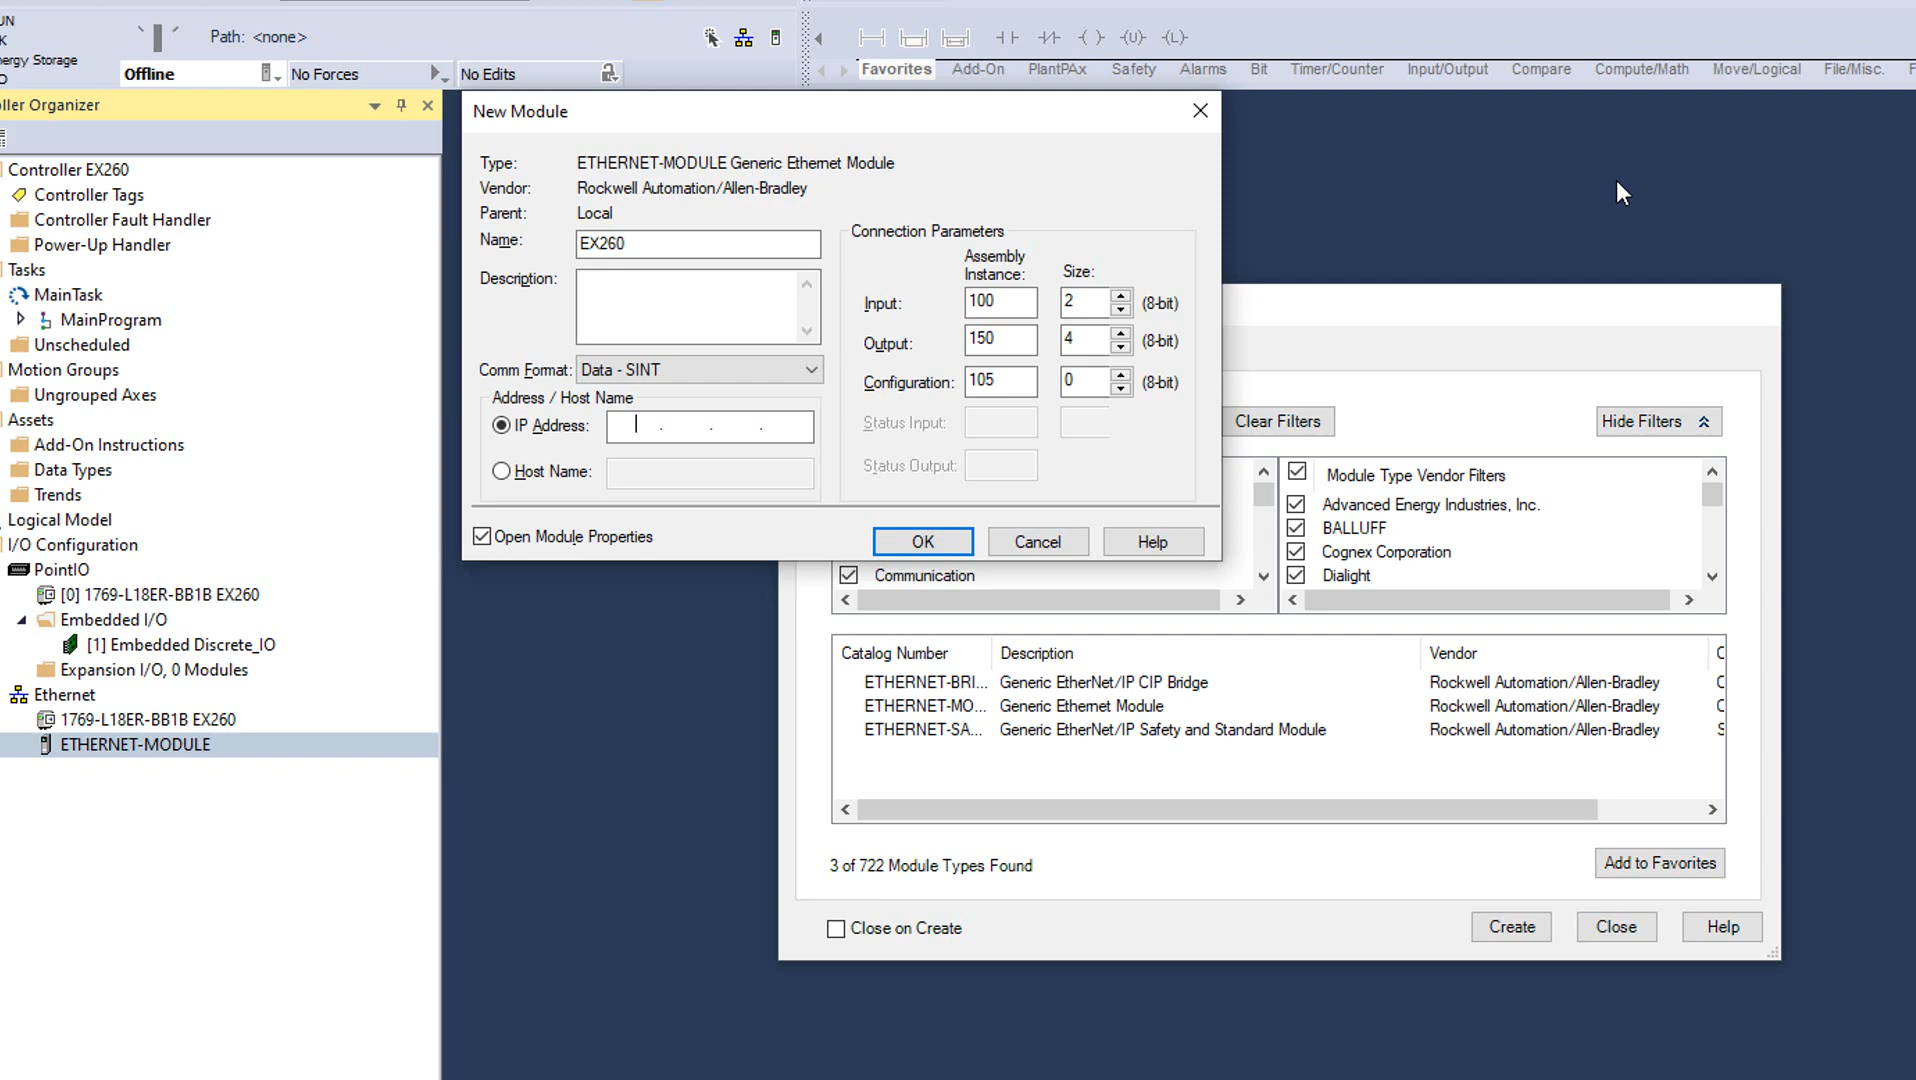 UN
Path: <none>
K
ergy Storage
O
Offline
No Forces
No Edits
Favorites
Add-On
PlantPAx
Safety
Alarms
Bit
Timer/Counter
Input/Output
Compare
Compute/Math
Move/Logical
File/Misc.
ller Organizer
Controller EX260
Controller Tags
Controller Fault Handler
Power-Up Handler
Tasks
MainTask
MainProgram
Unscheduled
Motion Groups
Ungrouped Axes
Assets
Add-On Instructions
Data Types
Trends
Logical Model
I/O Configuration
PointIO
[0] 1769-L18ER-BB1B EX260
Embedded I/O
[1] Embedded Discrete_IO
Expansion I/O, 0 Modules
Ethernet
1769-L18ER-BB1B EX260
ETHERNET-MODULE
New Module
Type: ETHERNET-MODULE Generic Ethernet Module
Vendor: Rockwell Automation/Allen-Bradley
Parent: Local
Name: EX260
Description:
Comm Format: Data - SINT
Address / Host Name
IP Address: . . .
Host Name:
Connection Parameters
Assembly
Instance:
Size:
Input: 100 2 (8-bit)
Output: 150 4 (8-bit)
Configuration: 105 0 (8-bit)
Status Input:
Status Output:
Open Module Properties
OK
Cancel
Help
Clear Filters
Hide Filters
Module Type Vendor Filters
Advanced Energy Industries, Inc.
BALLUFF
Cognex Corporation
Dialight
Communication
Catalog Number Description Vendor
ETHERNET-BRI... Generic EtherNet/IP CIP Bridge Rockwell Automation/Allen-Bradley
ETHERNET-MO... Generic Ethernet Module Rockwell Automation/Allen-Bradley
ETHERNET-SA... Generic EtherNet/IP Safety and Standard Module Rockwell Automation/Allen-Bradley
3 of 722 Module Types Found
Add to Favorites
Close on Create
Create
Close
Help